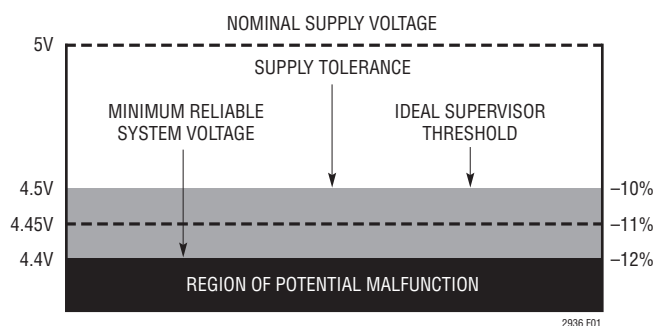 NOMINAL SUPPLY VOLTAGE
5V
SUPPLY TOLERANCE
MINIMUM RELIABLE
SYSTEM VOLTAGE
IDEAL SUPERVISOR
THRESHOLD
4.5V
–10%
4.45V
–11%
4.4V
–12%
REGION OF POTENTIAL MALFUNCTION
2936 F01